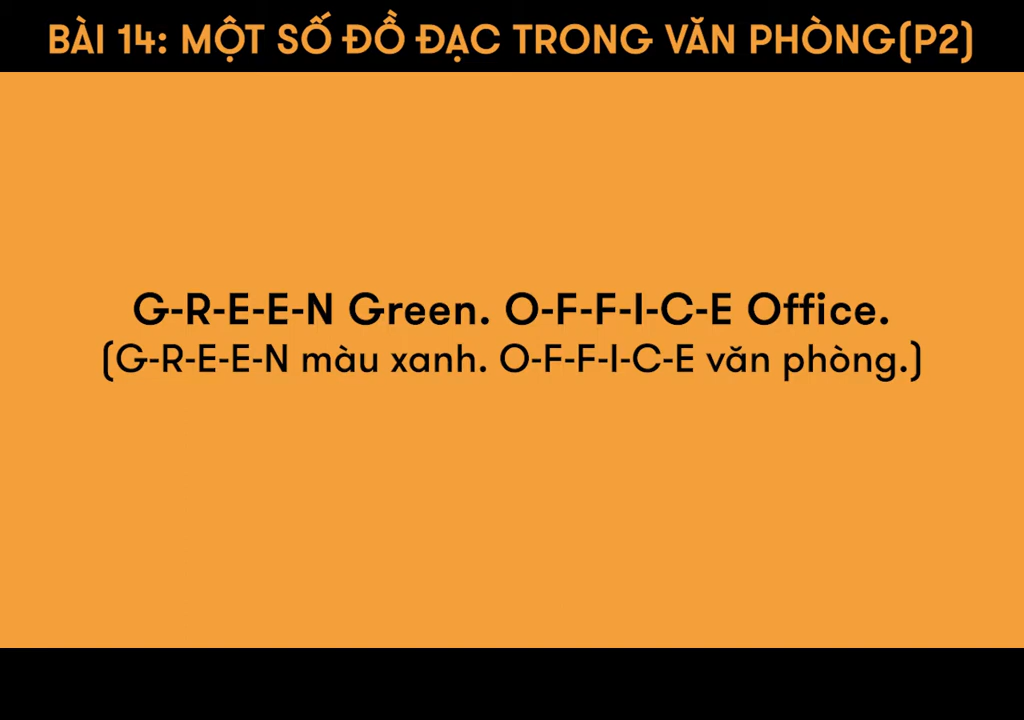 BÀI 14: MỘT SỐ ĐỒ ĐẠC TRONG VĂN PHÒNG(P2)
G-R-E-E-N Green. O-F-F-I-C-E Office.
(G-R-E-E-N màu xanh. O-F-F-I-C-E văn phòng.)